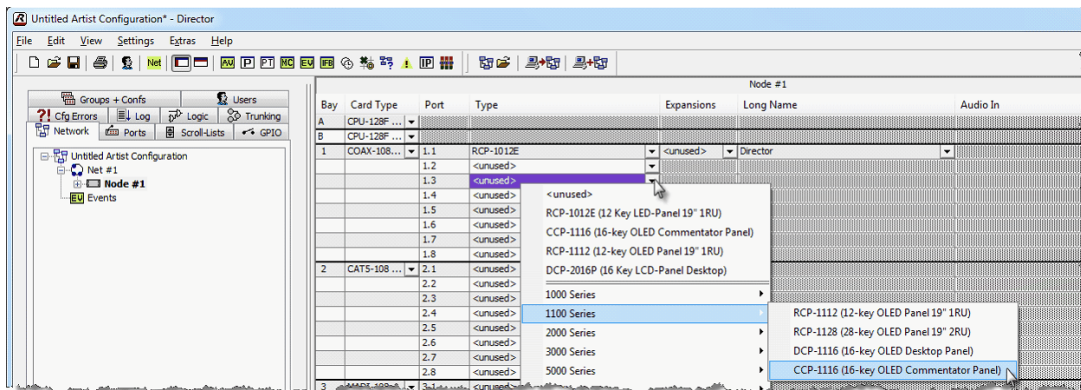 Untitled Artist Configuration* - Director
File Edit View Settings Extras Help
Net AV P PT MC EV IFB IP
Node #1
Groups + Confs Users
Cfg Errors Log Logic Trunking
Network Ports Scroll-Lists GPIO
Untitled Artist Configuration
Net #1
Node #1
EV Events
Bay Card Type Port Type Expansions Long Name Audio In
A CPU-128F ...
B CPU-128F ...
1 COAX-108... 1.1 RCP-1012E <unused> Director
1.2 <unused>
1.3 <unused>
1.4 <unused>
1.5 <unused>
1.6 <unused>
1.7 <unused>
1.8 <unused>
2 CAT5-108 ... 2.1 <unused>
2.2 <unused>
2.3 <unused>
2.4 <unused>
2.5 <unused>
2.6 <unused>
2.7 <unused>
2.8 <unused>
3
<unused>
RCP-1012E (12 Key LED-Panel 19" 1RU)
CCP-1116 (16-key OLED Commentator Panel)
RCP-1112 (12-key OLED Panel 19" 1RU)
DCP-2016P (16 Key LCD-Panel Desktop)
1000 Series
1100 Series
2000 Series
3000 Series
5000 Series
RCP-1112 (12-key OLED Panel 19" 1RU)
RCP-1128 (28-key OLED Panel 19" 2RU)
DCP-1116 (16-key OLED Desktop Panel)
CCP-1116 (16-key OLED Commentator Panel)